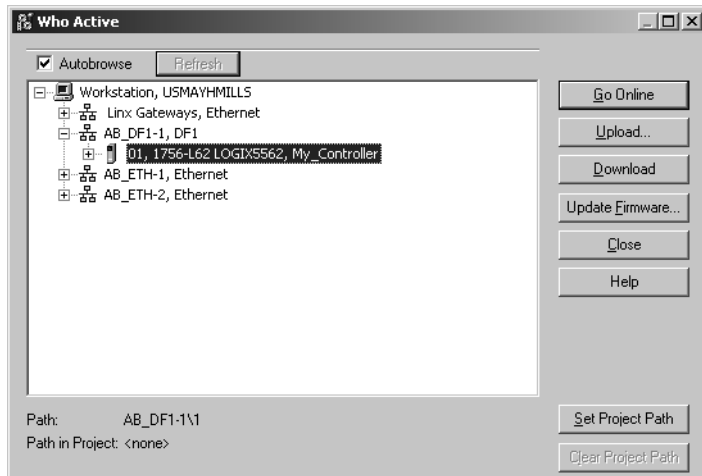 Who Active
Autobrowse Refresh
Workstation, USMAYHMILLS
Linx Gateways, Ethernet
AB_DF1-1, DF1
01, 1756-L62 LOGIX5562, My_Controller
AB_ETH-1, Ethernet
AB_ETH-2, Ethernet
Go Online
Upload...
Download
Update Firmware...
Close
Help
Path: AB_DF1-1\1
Path in Project: <none>
Set Project Path
Clear Project Path